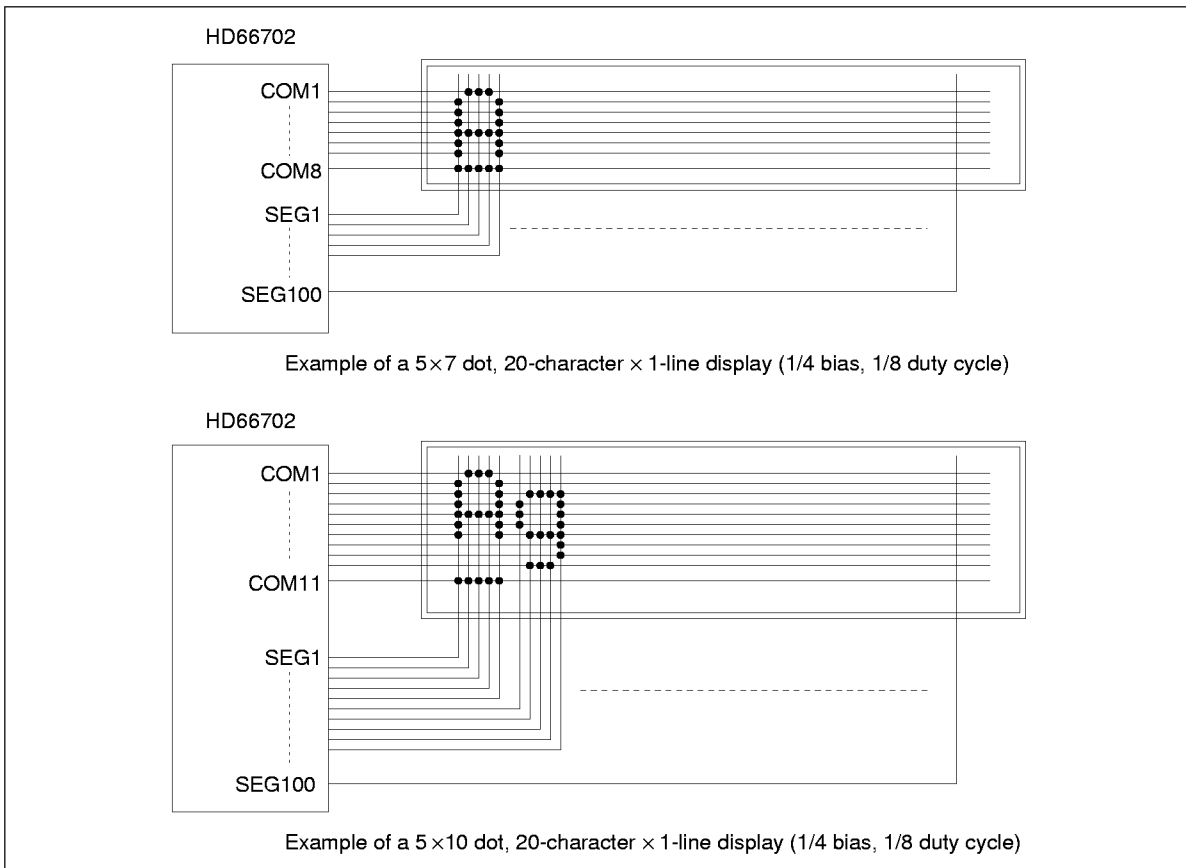 HD66702
COM1
COM8
SEG1
SEG100
Example of a 5×7 dot, 20-character × 1-line display (1/4 bias, 1/8 duty cycle)
HD66702
COM1
COM11
SEG1
SEG100
Example of a 5×10 dot, 20-character × 1-line display (1/4 bias, 1/8 duty cycle)